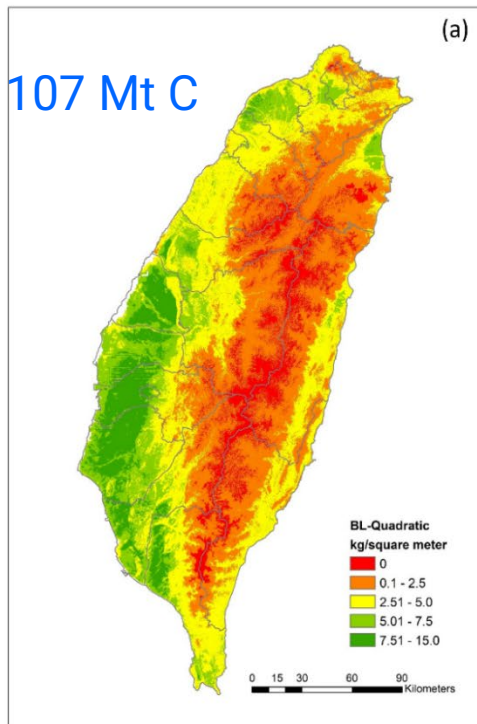 (a)
107 Mt C
BL-Quadratic
kg/square meter
0
0.1 - 2.5
2.51 - 5.0
5.01 - 7.5
7.51 - 15.0
0 15 30 60 90
Kilometers